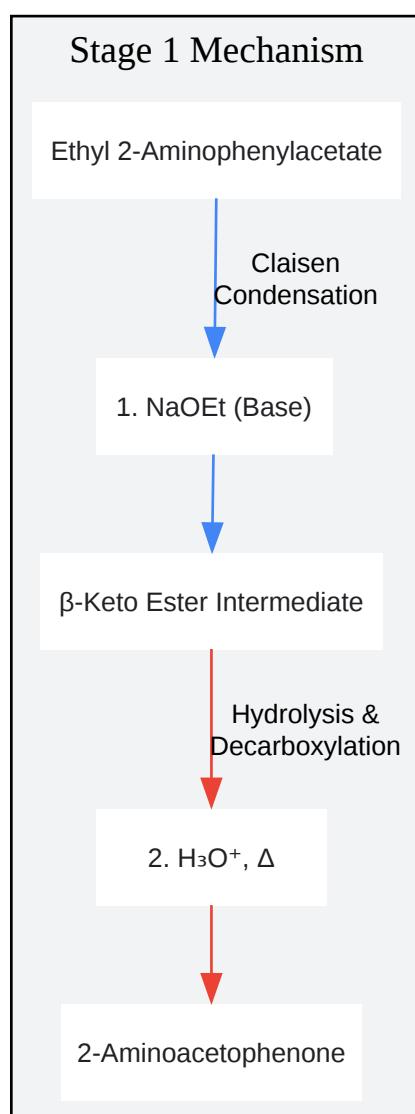 Stage 1 Mechanism
Ethyl 2-Aminophenylacetate
Claisen
Condensation
1. NaOEt (Base)
β-Keto Ester Intermediate
Hydrolysis &
Decarboxylation
2. H₃O⁺, Δ
2-Aminoacetophenone